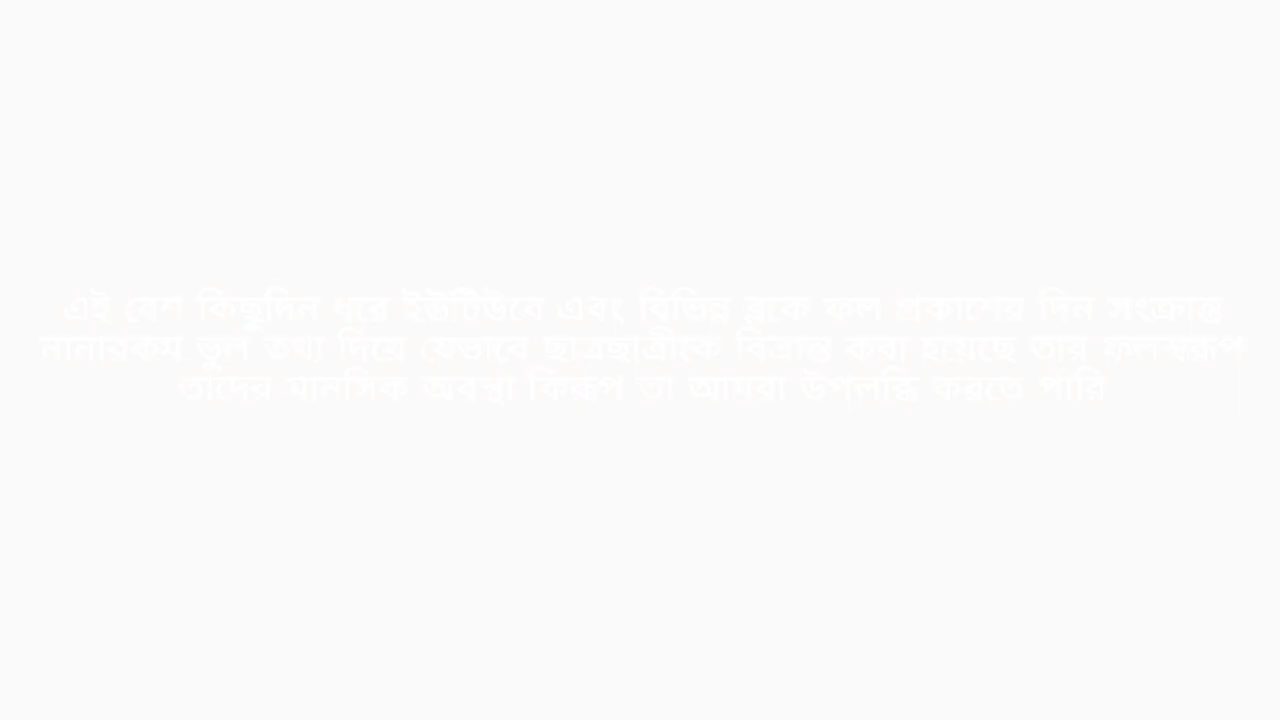 এই বেশ কিছুদিন ধরে ইউটিউবে এবং বিভিন্ন ব্লকে ফল প্রকাশের দিন সংক্রান্ত
নানারকম ভুল তথ্য দিয়ে যেভাবে ছাত্রছাত্রীকে বিভ্রান্ত করা হয়েছে তার ফলস্বরূপ
তাদের মানসিক অবস্থা কিরূপ তা আমরা উপলব্ধি করতে পারি